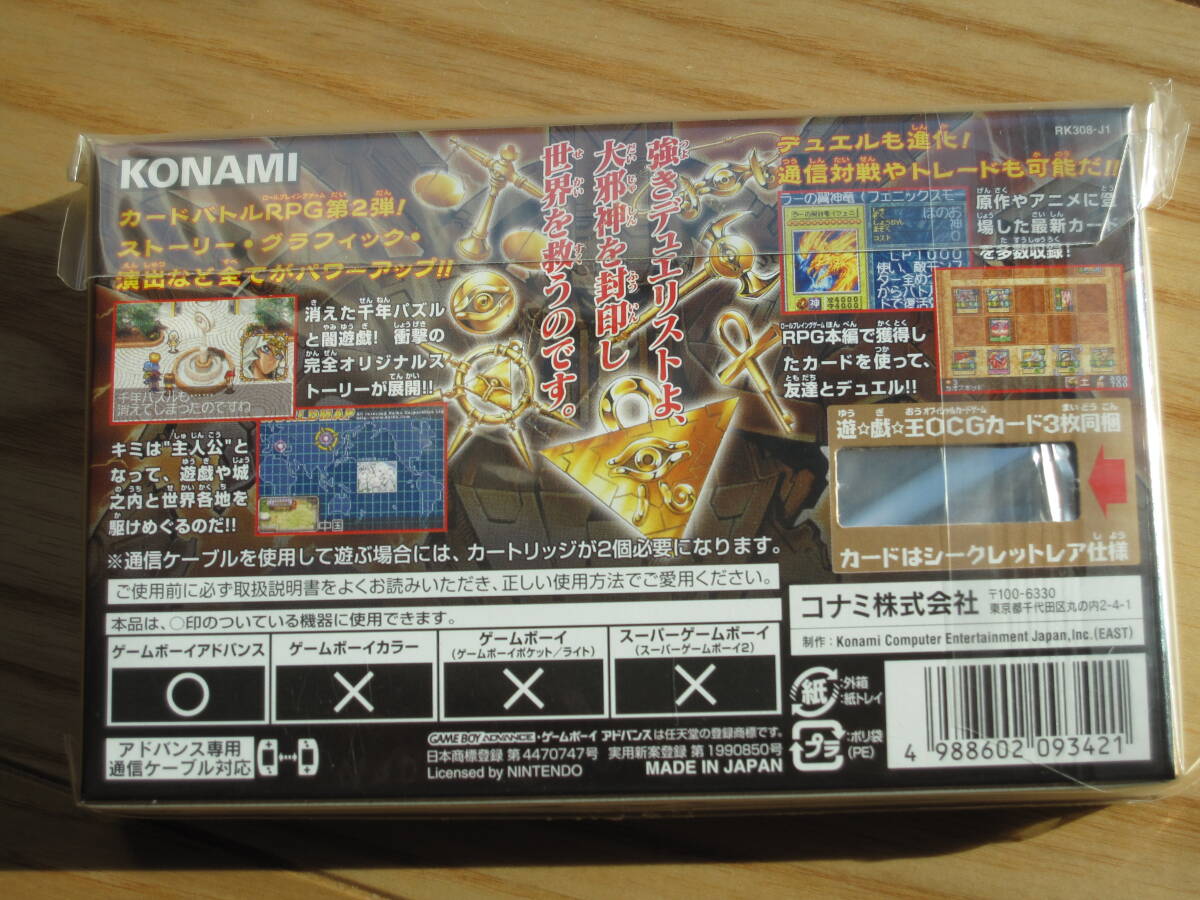 RK308-J1
KONAMI
カードバトルRPG第2弾!
ストーリー・グラフィック・
演出など全てがパワーアップ!!
消えた千年パズル
と闇遊戯! 衝撃の
完全オリジナルス
トーリーが展開!!
千年パズルも
消えてしまったのですね
キミは"主人公"と
なって、遊戯や城
之内と世界各地を
駆けめぐるのだ!!
中国
強きデュエリストよ、
大邪神を封印し
世界を救うのです。
デュエルも進化!
通信対戦やトレードも可能だ!!
ラーの翼神竜(フェニックスモー
LP1000
神
4000
4000
原作やアニメに登
場した最新カード
を多数収録!
RPG本編で獲得し
たカードを使って、
友達とデュエル!!
遊☆戯☆王OCGカード3枚同梱
カードはシークレットレア仕様
※通信ケーブルを使用して遊ぶ場合には、カートリッジが2個必要になります。
ご使用前に必ず取扱説明書をよくお読みいただき、正しい使用方法でご愛用ください。
本品は、○印のついている機器に使用できます。
ゲームボーイアドバンス
ゲームボーイカラー
ゲームボーイ
(ゲームボーイポケット/ライト)
スーパーゲームボーイ
(スーパーゲームボーイ2)
○
×
×
×
アドバンス専用
通信ケーブル対応
GAME BOY ADVANCE・ゲームボーイ アドバンスは任天堂の登録商標です。
日本商標登録 第4470747号 実用新案登録 第1990850号
Licensed by NINTENDO
MADE IN JAPAN
コナミ株式会社
〒100-6330
東京都千代田区丸の内2-4-1
制作:Konami Computer Entertainment Japan,Inc.(EAST)
紙
:外箱
:紙トレイ
プラ
:ポリ袋
(PE)
4 988602 093421